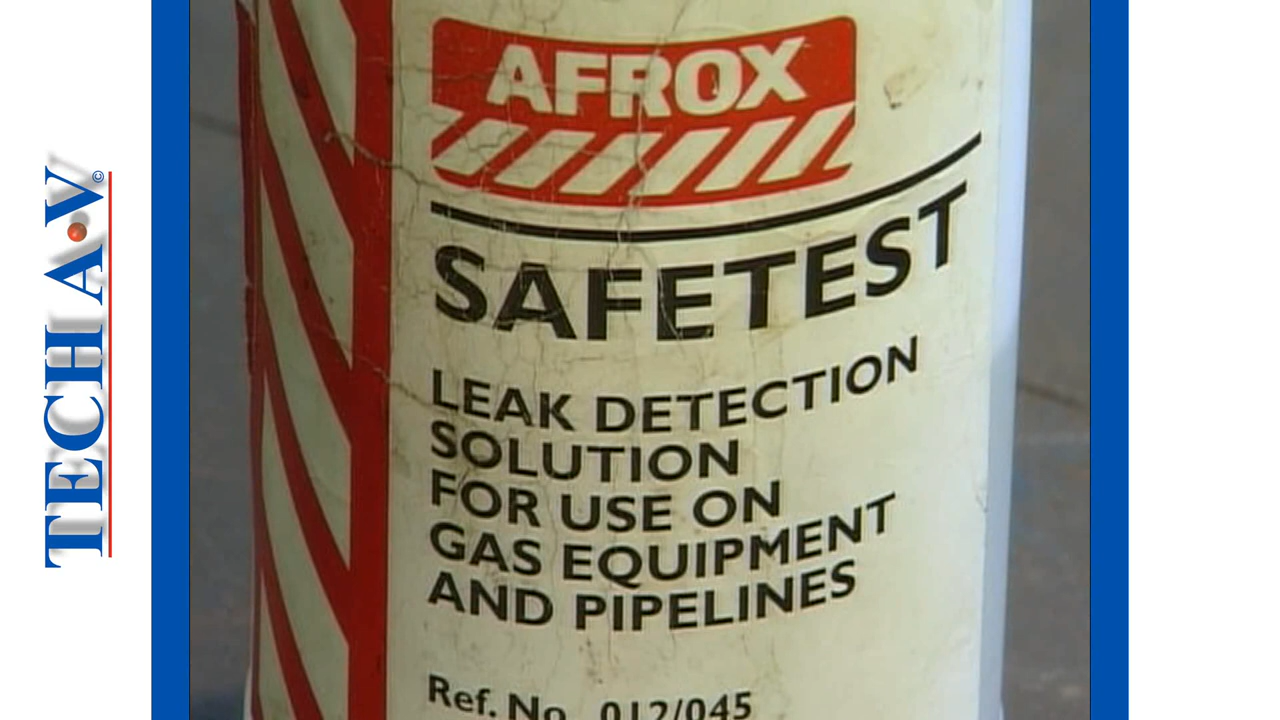 TECH A.V ©
AFROX
SAFETEST
LEAK DETECTION
SOLUTION
FOR USE ON
GAS EQUIPMENT
AND PIPELINES
Ref. No. 012/045